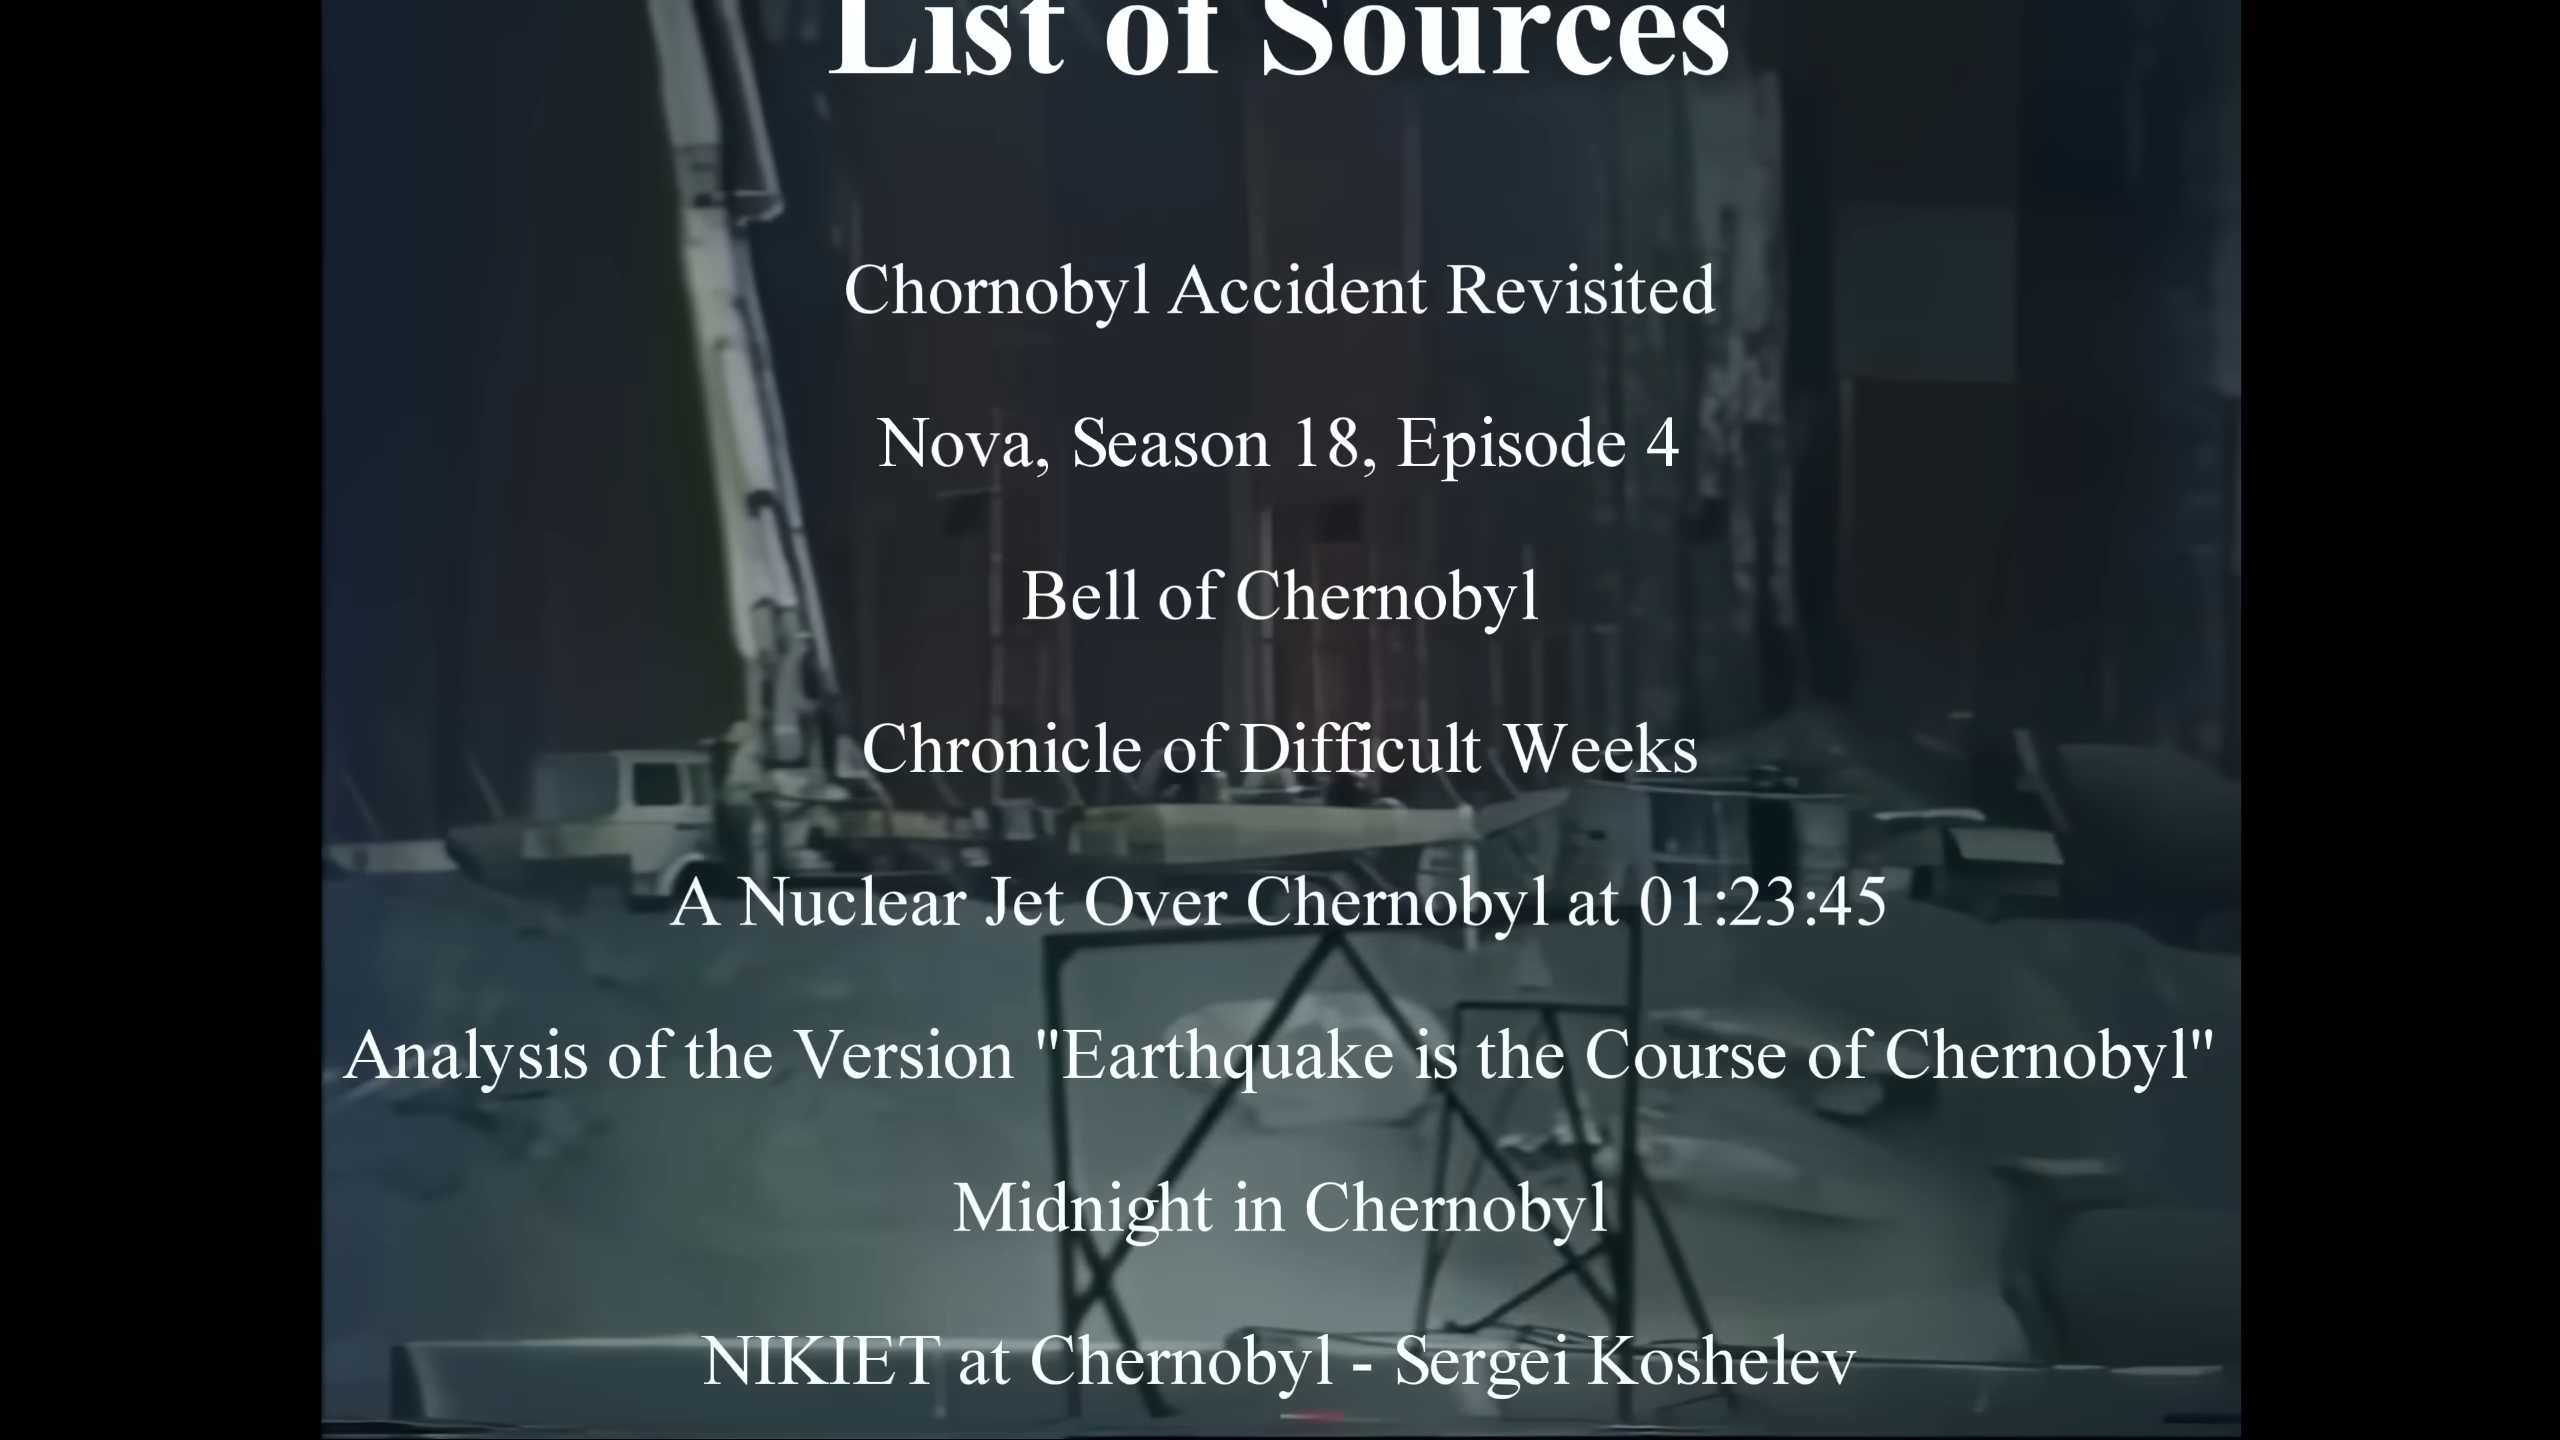 List of Sources
Chornobyl Accident Revisited
Nova, Season 18, Episode 4
Bell of Chernobyl
Chronicle of Difficult Weeks
A Nuclear Jet Over Chernobyl at 01:23:45
Analysis of the Version "Earthquake is the Course of Chernobyl"
Midnight in Chernobyl
NIKIET at Chernobyl - Sergei Koshelev